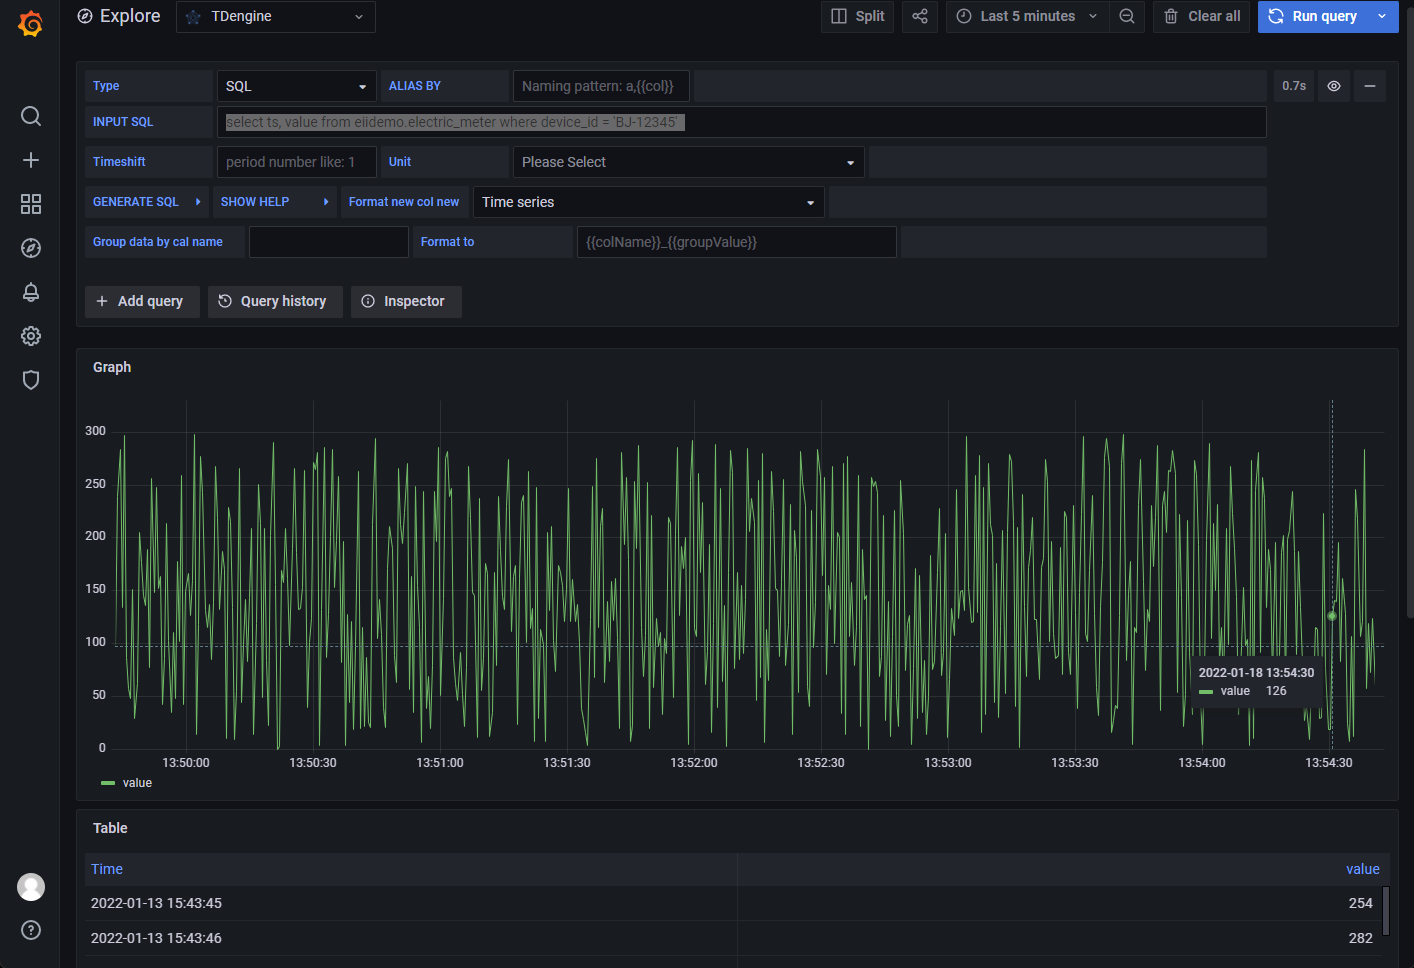 Explore TDengine Split Last 5 minutes Clear all Run query
Type SQL ALIAS BY Naming pattern: a,{{col}} 0.7s
INPUT SQL select ts, value from eiidemo.electric_meter where device_id = 'BJ-12345'
Timeshift period number like: 1 Unit Please Select
GENERATE SQL SHOW HELP Format new col new Time series
Group data by cal name Format to {{colName}}_{{groupValue}}
Add query Query history Inspector
Graph
300
250
200
150
100
50
0
2022-01-18 13:54:30
value 126
13:50:00 13:50:30 13:51:00 13:51:30 13:52:00 13:52:30 13:53:00 13:53:30 13:54:00 13:54:30
value
Table
Time value
2022-01-13 15:43:45 254
2022-01-13 15:43:46 282